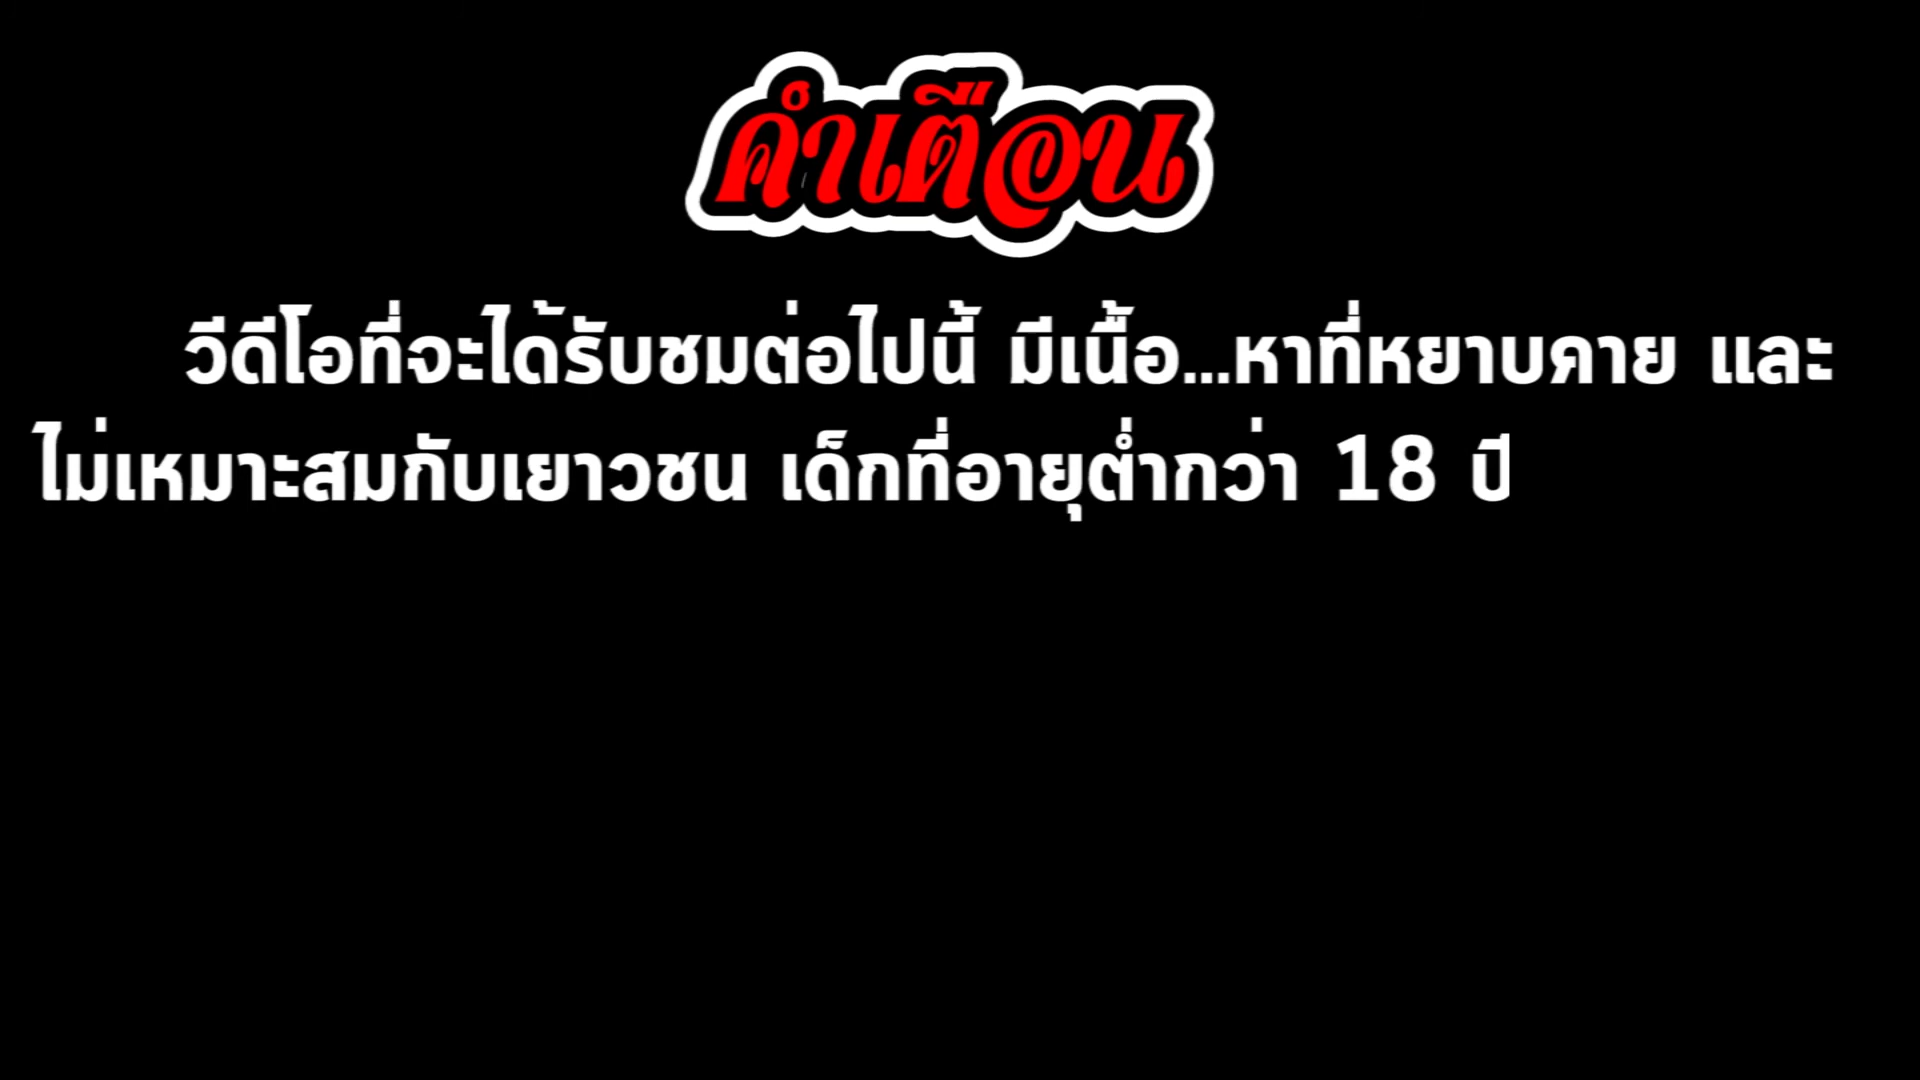 คำเตือน
วีดีโอที่จะได้รับชมต่อไปนี้ มีเนื้อ...หาที่หยาบคาย และ
ไม่เหมาะสมกับเยาวชน เด็กที่อายุต่ำกว่า 18 ปี